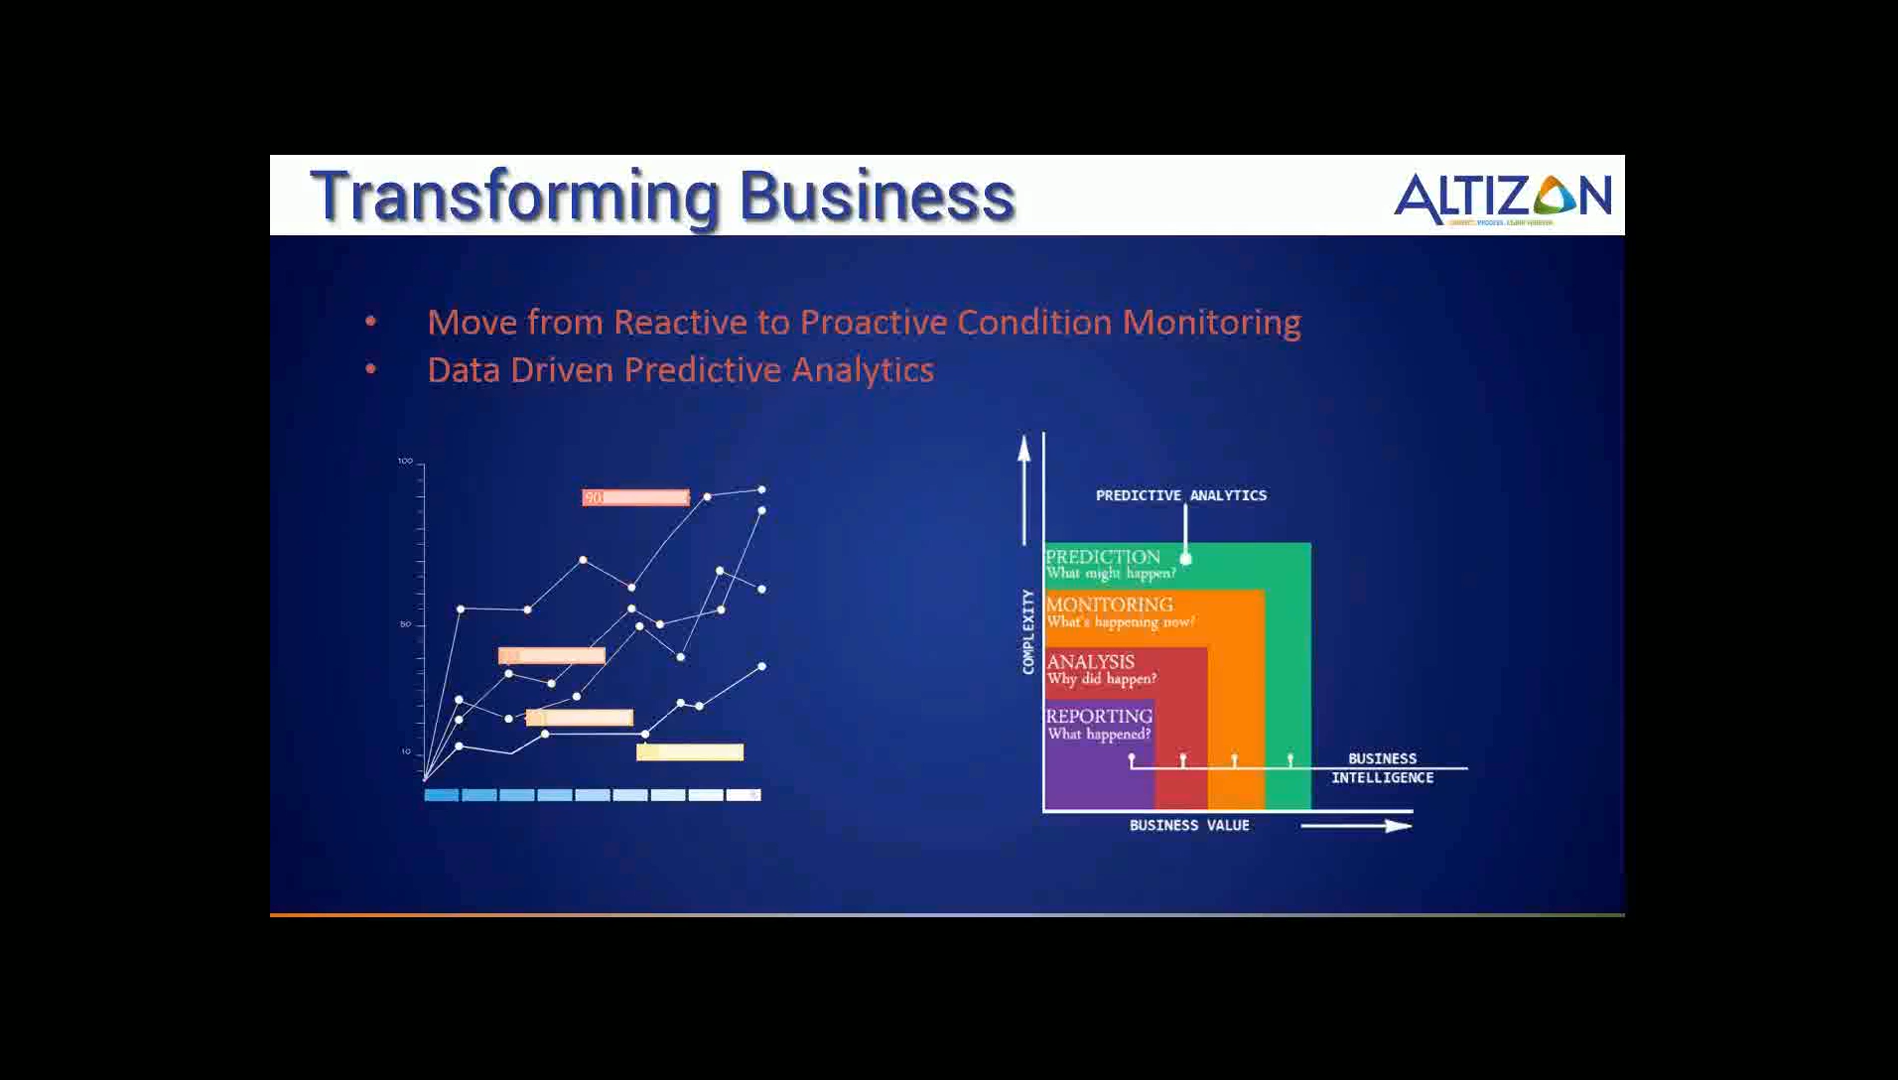 Transforming Business
ALTIZON
• Move from Reactive to Proactive Condition Monitoring
• Data Driven Predictive Analytics
100
90
50
10
PREDICTIVE ANALYTICS
PREDICTION
What might happen?
MONITORING
What's happening now?
COMPLEXITY
ANALYSIS
Why did happen?
REPORTING
What happened?
BUSINESS
INTELLIGENCE
BUSINESS VALUE